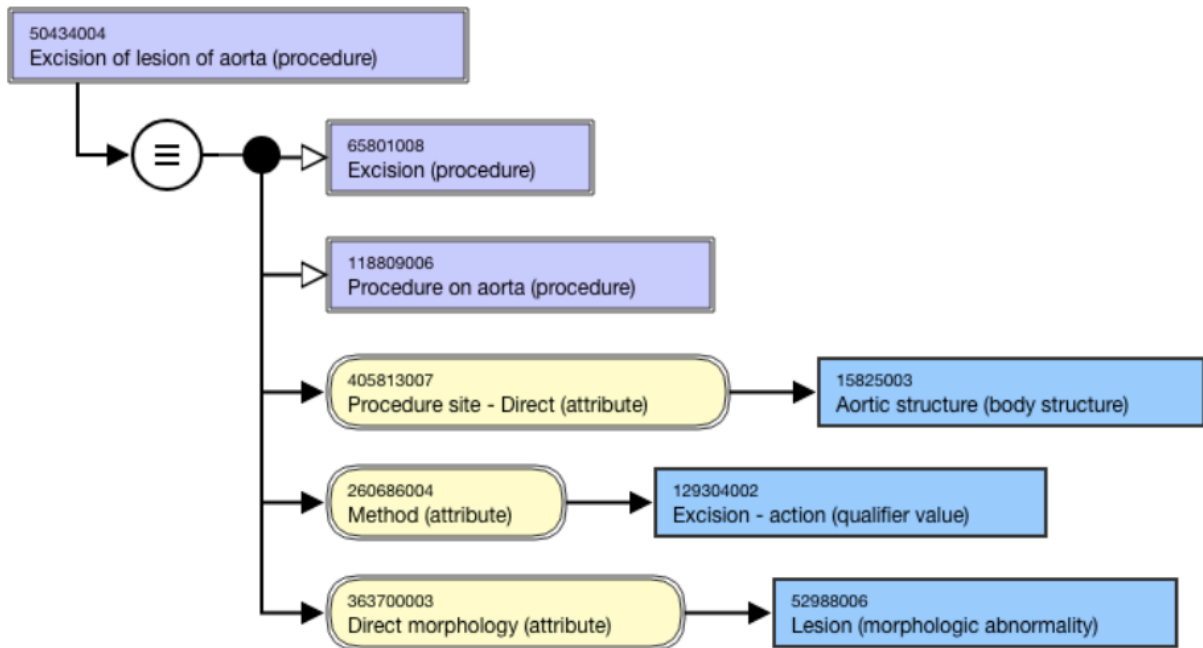 50434004
Excision of lesion of aorta (procedure)
65801008
Excision (procedure)
118809006
Procedure on aorta (procedure)
405813007
Procedure site - Direct (attribute)
15825003
Aortic structure (body structure)
260686004
Method (attribute)
129304002
Excision - action (qualifier value)
363700003
Direct morphology (attribute)
52988006
Lesion (morphologic abnormality)